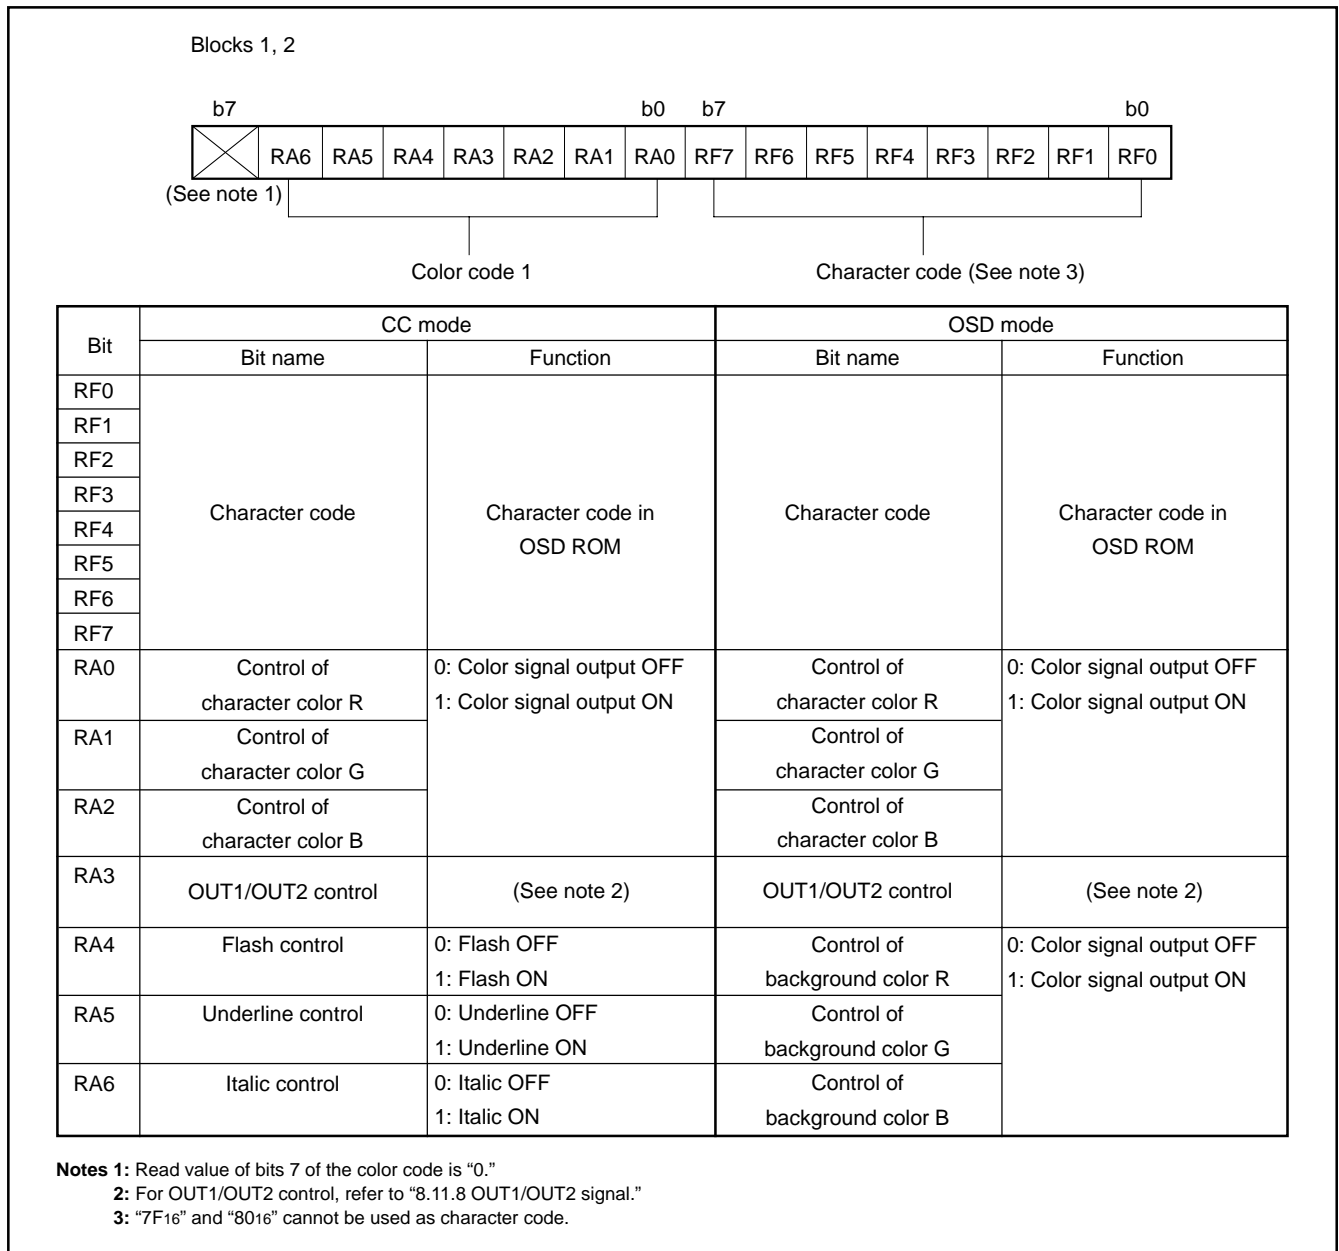 Blocks 1, 2
b7 b0 b7 b0
RA6 RA5 RA4 RA3 RA2 RA1 RA0 RF7 RF6 RF5 RF4 RF3 RF2 RF1 RF0
(See note 1)
Color code 1 Character code (See note 3)
Bit CC mode OSD mode
Bit name Function Bit name Function
RF0
RF1
RF2
RF3
RF4
RF5
RF6
RF7
Character code Character code in Character code Character code in
OSD ROM OSD ROM
RA0 Control of 0: Color signal output OFF Control of 0: Color signal output OFF
character color R 1: Color signal output ON character color R 1: Color signal output ON
RA1 Control of Control of
character color G character color G
RA2 Control of Control of
character color B character color B
RA3 OUT1/OUT2 control (See note 2) OUT1/OUT2 control (See note 2)
RA4 Flash control 0: Flash OFF Control of 0: Color signal output OFF
1: Flash ON background color R 1: Color signal output ON
RA5 Underline control 0: Underline OFF Control of
1: Underline ON background color G
RA6 Italic control 0: Italic OFF Control of
1: Italic ON background color B
Notes 1: Read value of bits 7 of the color code is “0.”
2: For OUT1/OUT2 control, refer to “8.11.8 OUT1/OUT2 signal.”
3: “7F16” and “8016” cannot be used as character code.